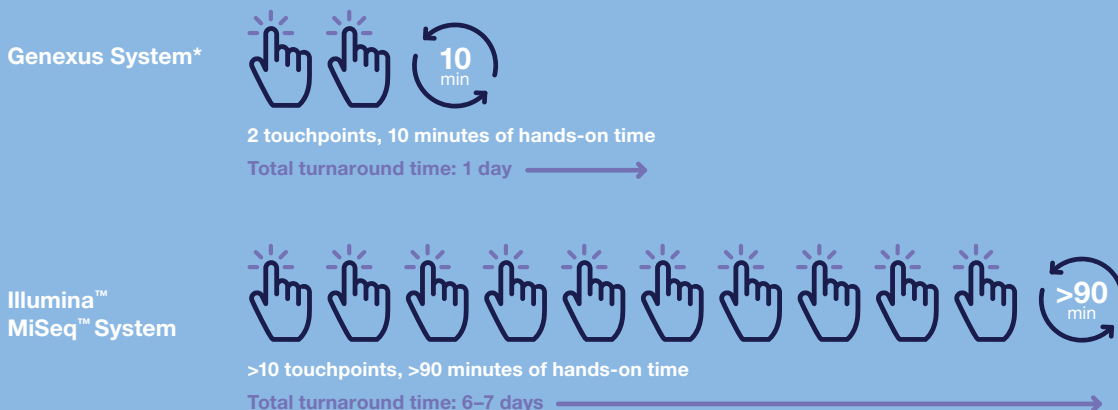 Genexus System*
10
min
2 touchpoints, 10 minutes of hands-on time
Total turnaround time: 1 day
Illumina™
MiSeq™ System
>90
min
>10 touchpoints, >90 minutes of hands-on time
Total turnaround time: 6–7 days